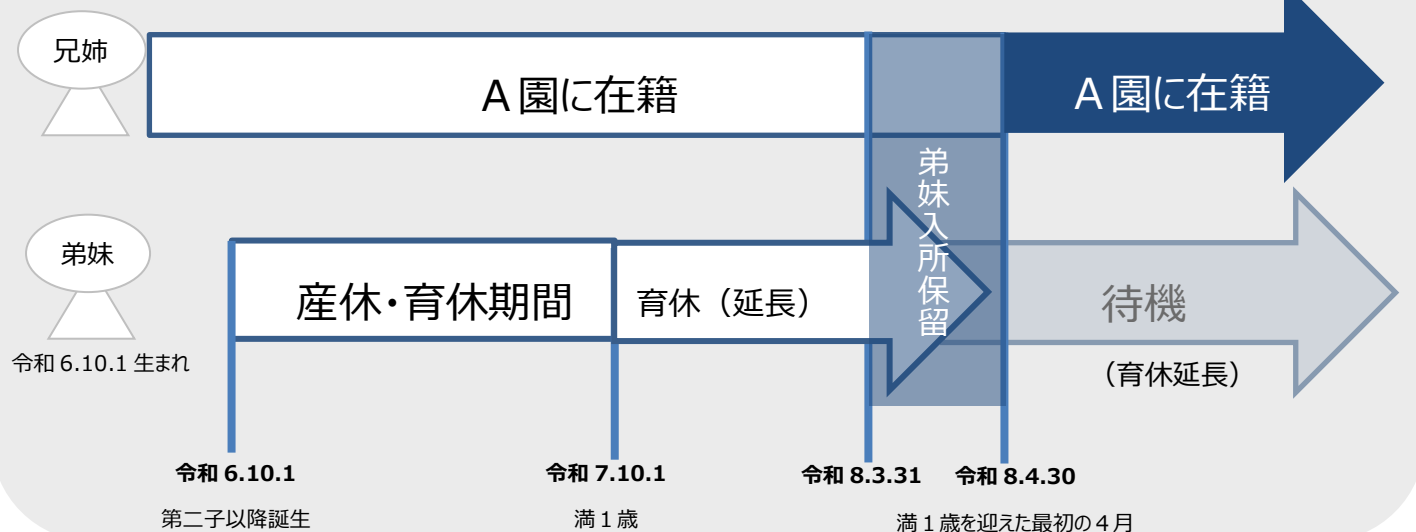 兄姉
A園に在籍
A園に在籍
弟妹入所保留
弟妹
産休・育休期間
育休（延長）
待機
令和6.10.1生まれ
（育休延長）
令和6.10.1
令和7.10.1
令和8.3.31
令和8.4.30
第二子以降誕生
満1歳
満1歳を迎えた最初の4月